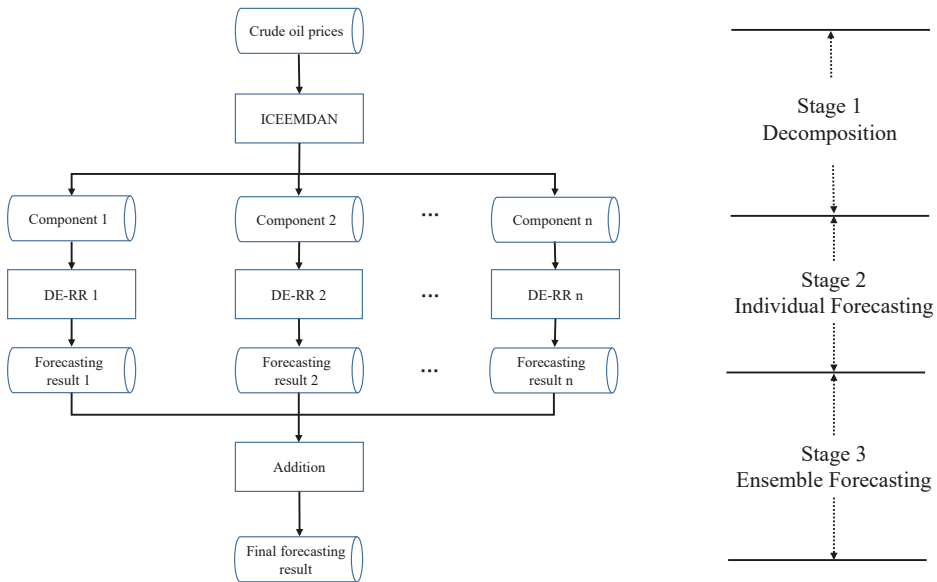 Crude oil prices
ICEEMDAN
Stage 1
Decomposition
Component 1
Component 2
...
Component n
DE-RR 1
DE-RR 2
...
DE-RR n
Stage 2
Individual Forecasting
Forecasting
result 1
Forecasting
result 2
...
Forecasting
result n
Addition
Stage 3
Ensemble Forecasting
Final forecasting
result